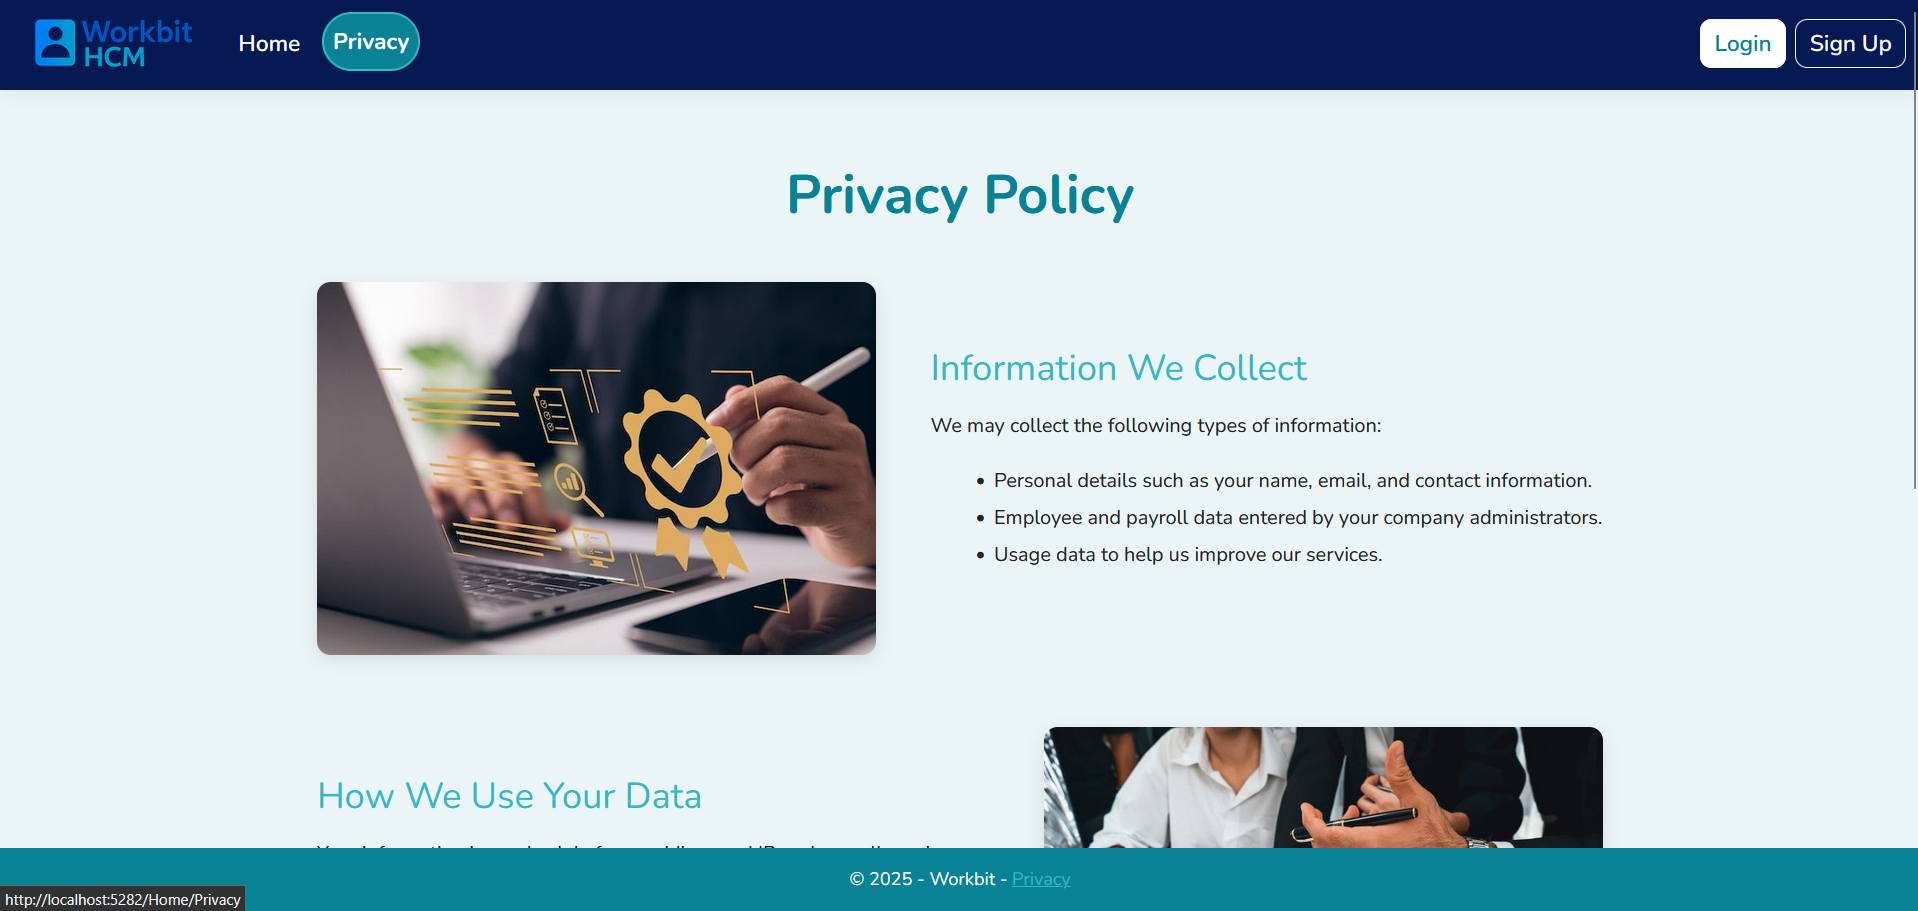 Workbit
HCM
Home
Privacy
Login
Sign Up
Privacy Policy
Information We Collect
We may collect the following types of information:
• Personal details such as your name, email, and contact information.
• Employee and payroll data entered by your company administrators.
• Usage data to help us improve our services.
How We Use Your Data
© 2025 - Workbit - Privacy
http://localhost:5282/Home/Privacy